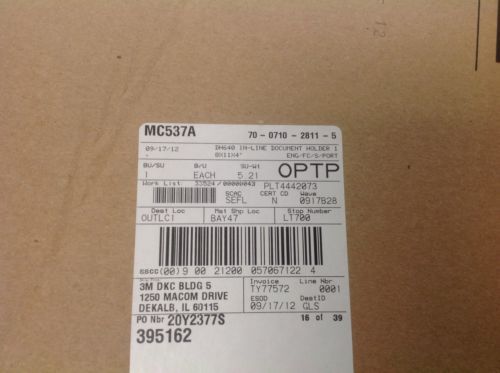 MC537A 70-0710-2811-5
09/17/12 DH640 IN-LINE DOCUMENT HOLDER 1
- 8X11X4" ENG/FC/S/PORT
BU/SU B/U SU-Wt OPTP
1 EACH 5.21
Work List 33524/00000043 PLT4442073
SCAC CERT CD Wave
SEFL N 0917B28
Dest Loc Mst Shp Loc Stop Number
OUTLC1 BAY47 LT700
SSCC(00)9 00 21200 057067122 4
3M DKC BLDG 5 Invoice Line Nbr
1250 MACOM DRIVE TY77572 0001
DEKALB, IL 60115 ESOD DestID
09/17/12 GLS
PO Nbr 20Y2377S 16 of 39
395162